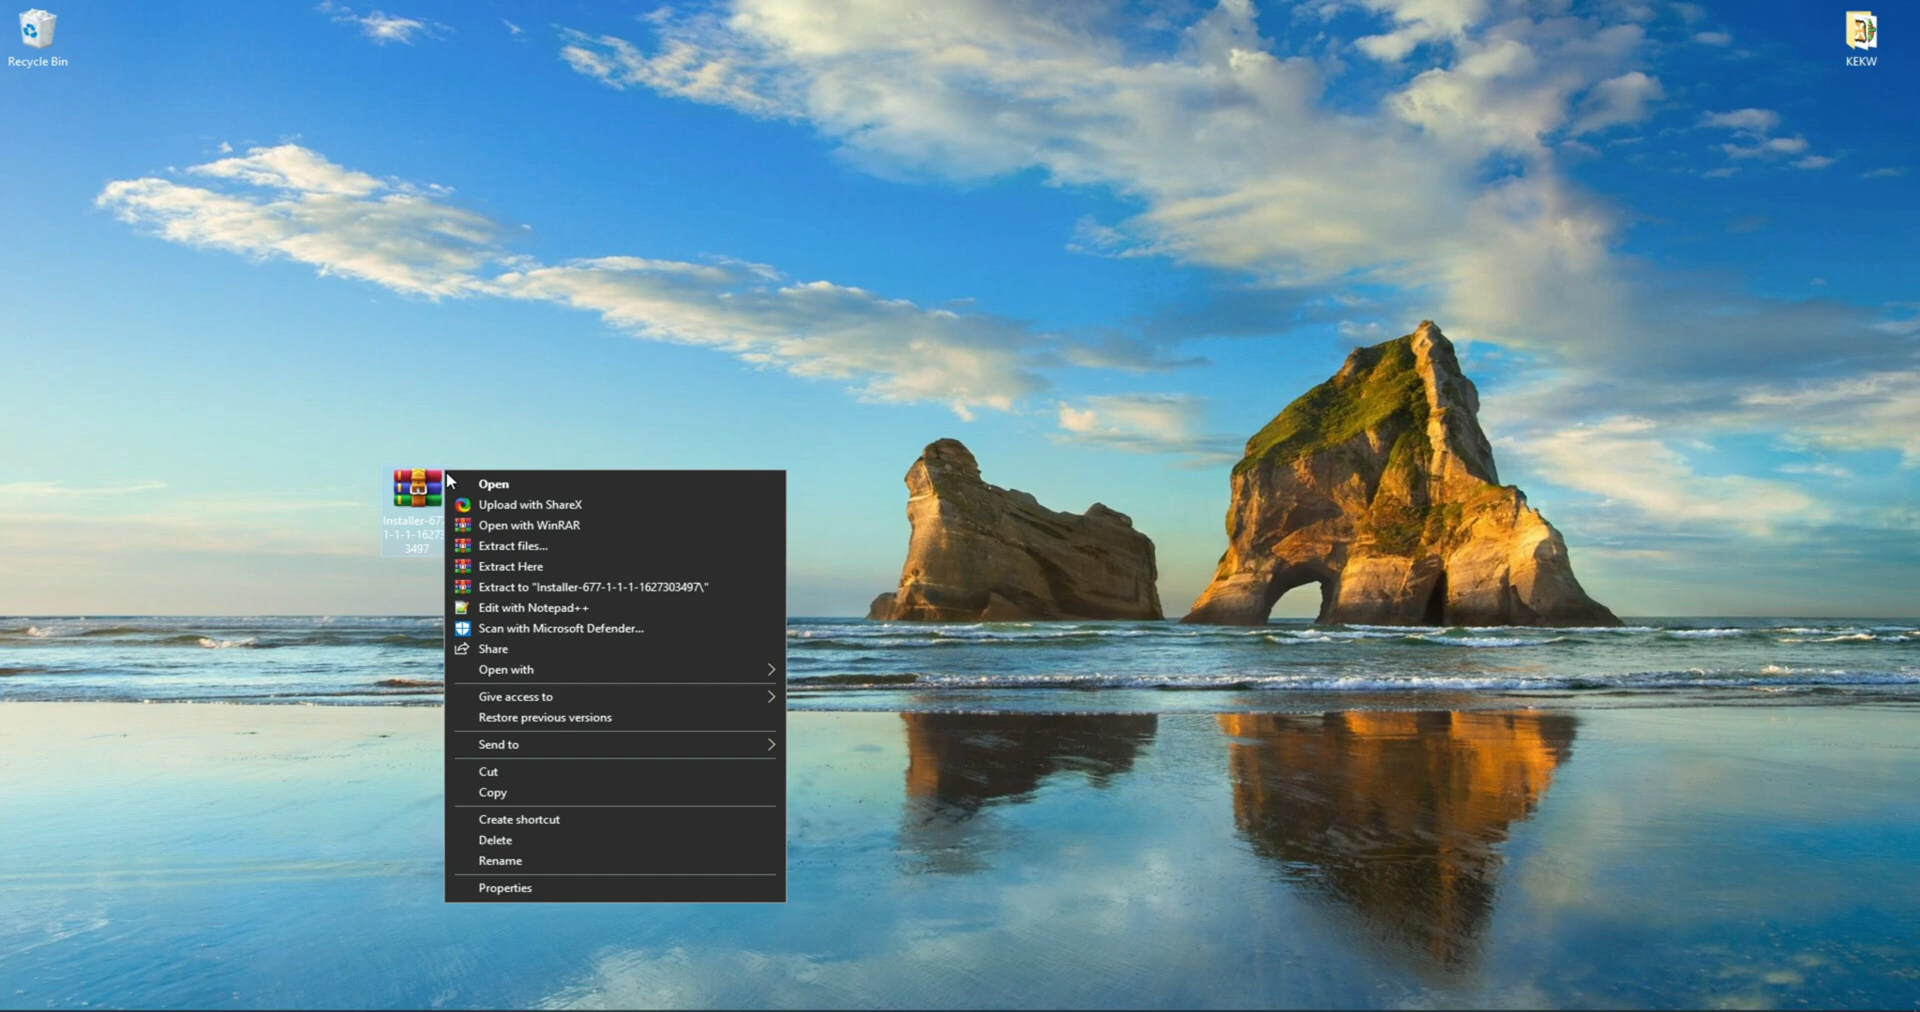 Recycle Bin
KEKW
Installer-67
1-1-1-1627
3497
Open
Upload with ShareX
Open with WinRAR
Extract files...
Extract Here
Extract to "Installer-677-1-1-1-1627303497\"
Edit with Notepad++
Scan with Microsoft Defender...
Share
Open with
Give access to
Restore previous versions
Send to
Cut
Copy
Create shortcut
Delete
Rename
Properties